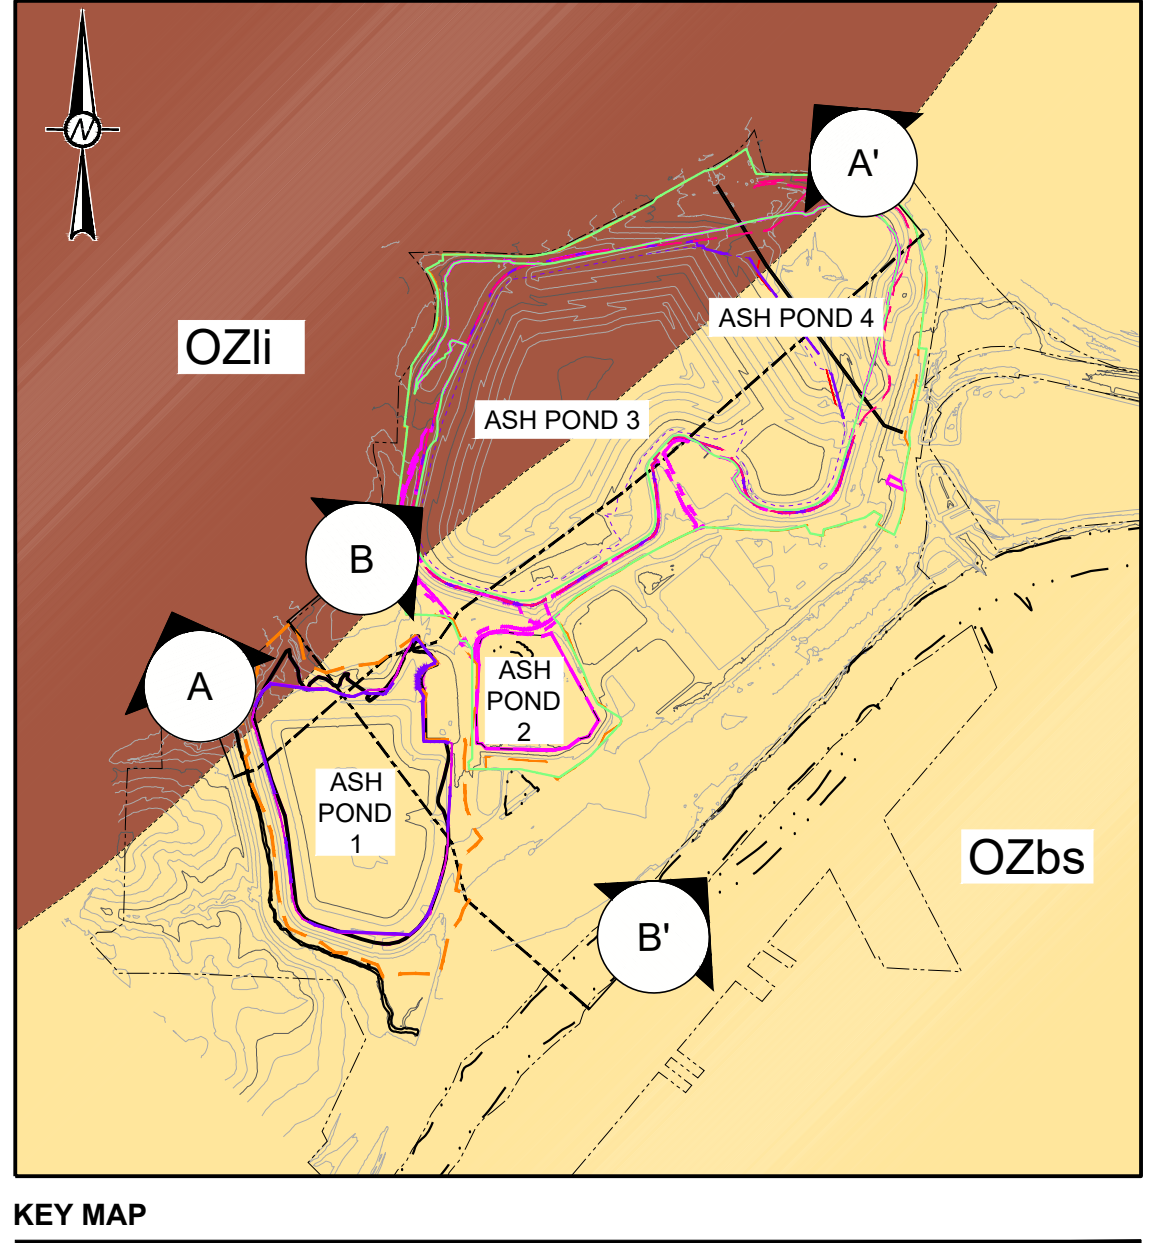 N
A'
OZli
ASH POND 4
ASH POND 3
B
A
ASH
POND
2
ASH
POND
1
OZbs
B'
KEY MAP